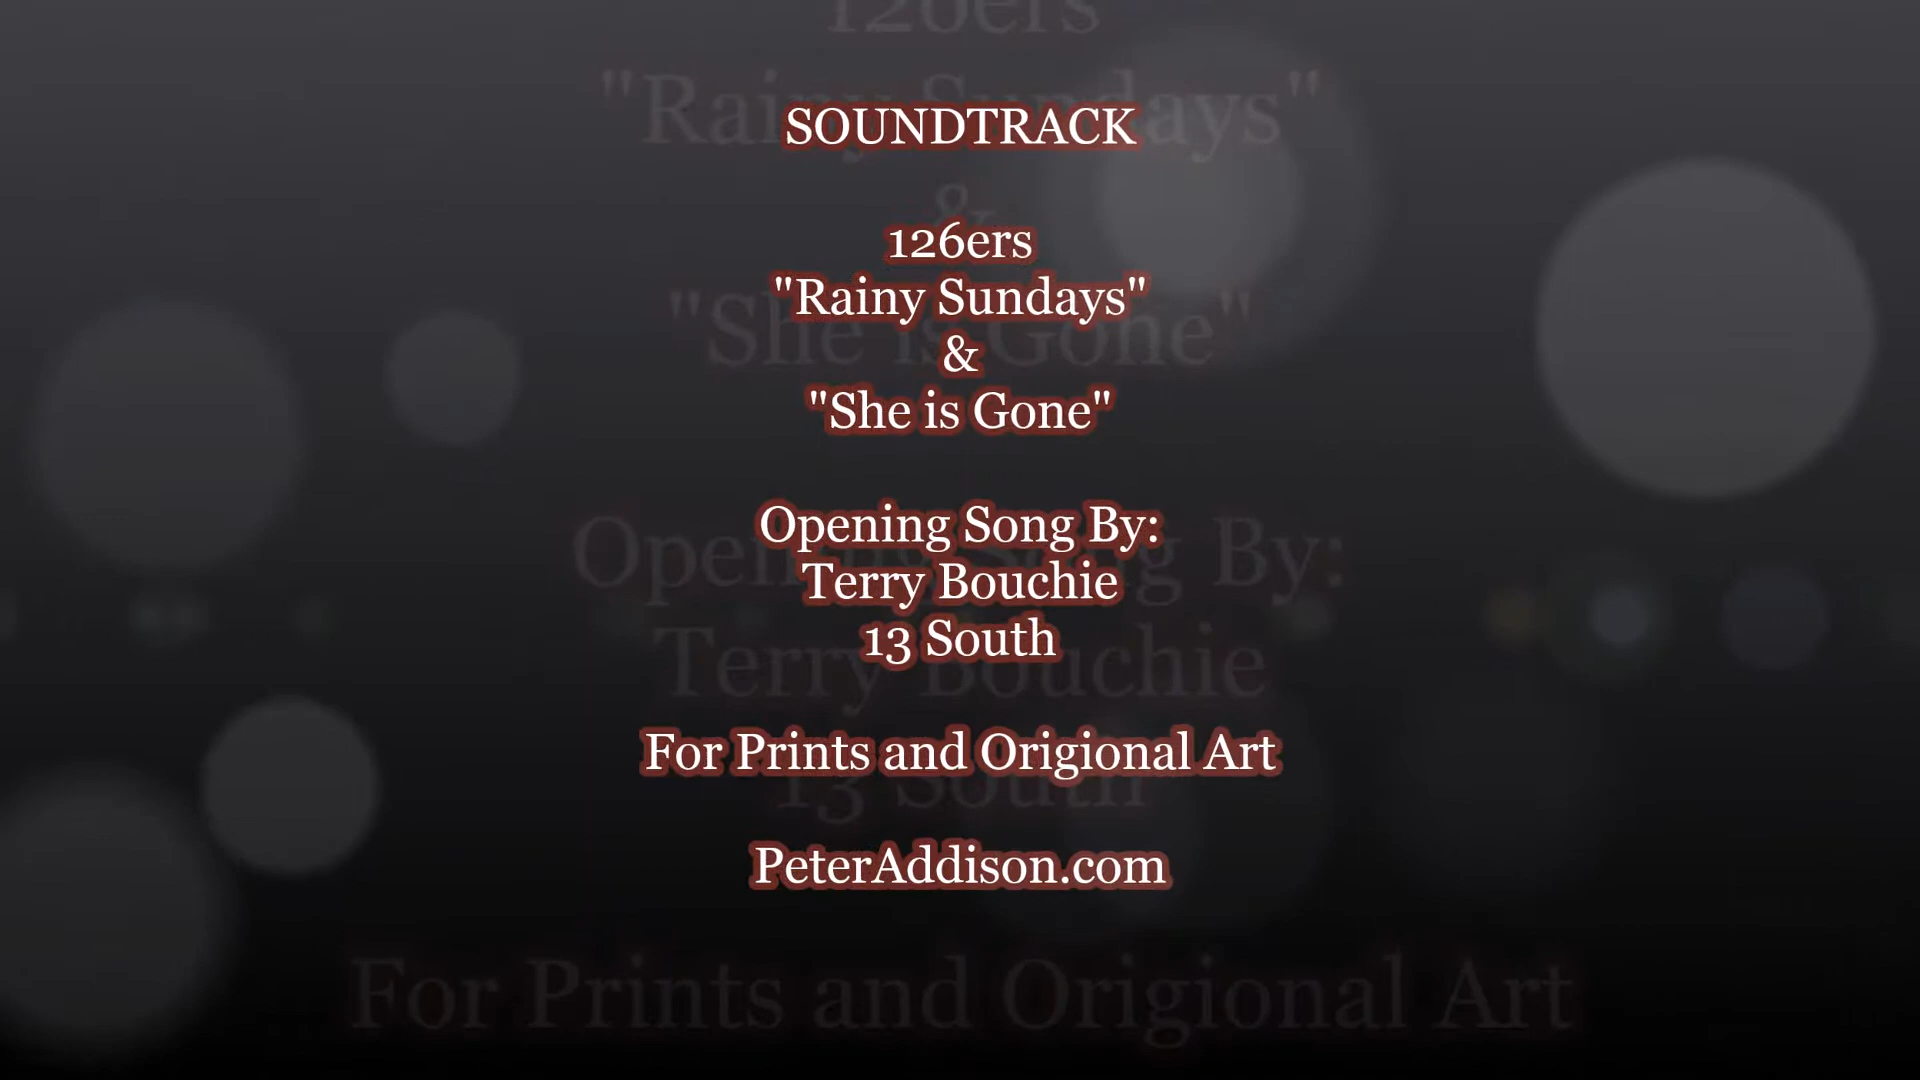 SOUNDTRACK
126ers
"Rainy Sundays"
&
"She is Gone"
Opening Song By:
Terry Bouchie
13 South
For Prints and Origional Art
PeterAddison.com